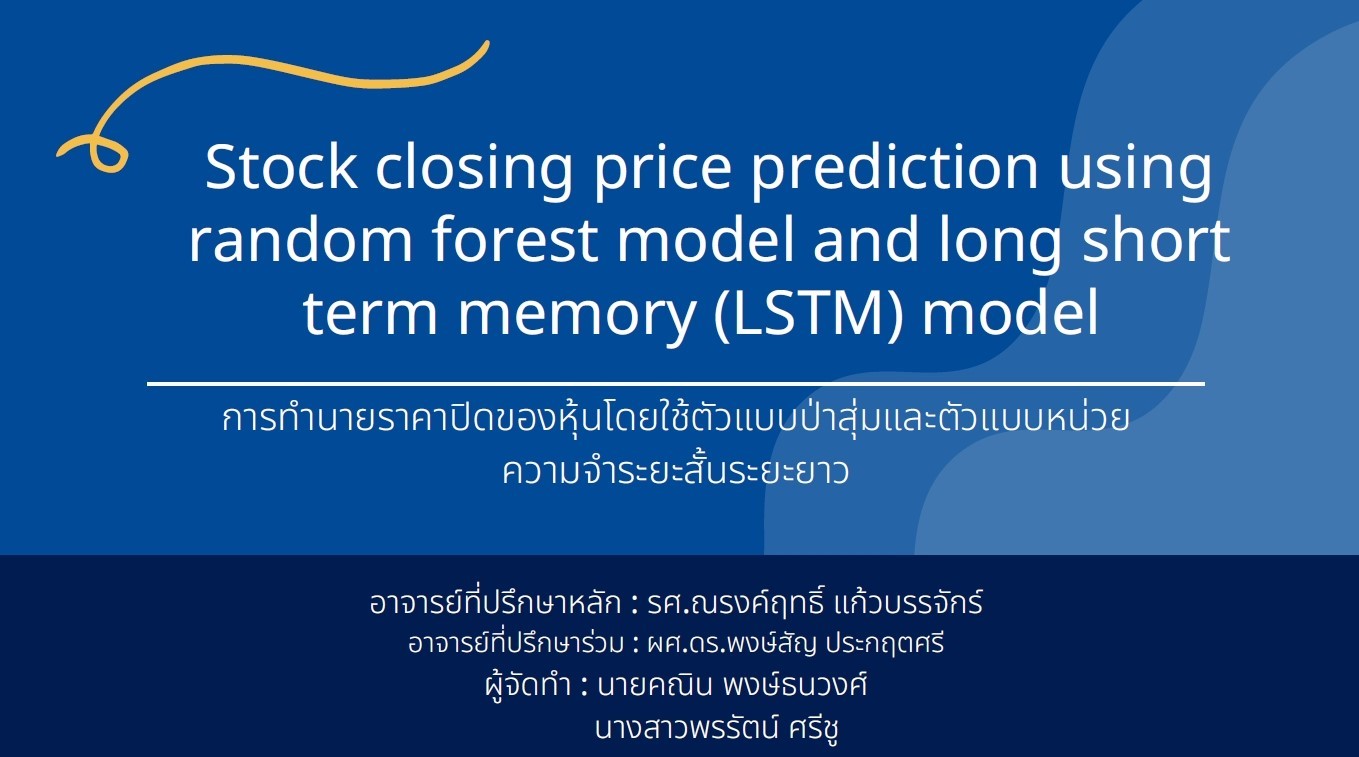 Stock closing price prediction using
random forest model and long short
term memory (LSTM) model
การทำนายราคาปิดของหุ้นโดยใช้ตัวแบบป่าสุ่มและตัวแบบหน่วย
ความจำระยะสั้นระยะยาว
อาจารย์ที่ปรึกษาหลัก : รศ.ณรงค์ฤทธิ์ แก้วบรรจักร์
อาจารย์ที่ปรึกษาร่วม : ผศ.ดร.พงษ์สัญ ประกฤตศรี
ผู้จัดทำ : นายคณิน พงษ์ธนวงศ์
นางสาวพรรัตน์ ศรีชู